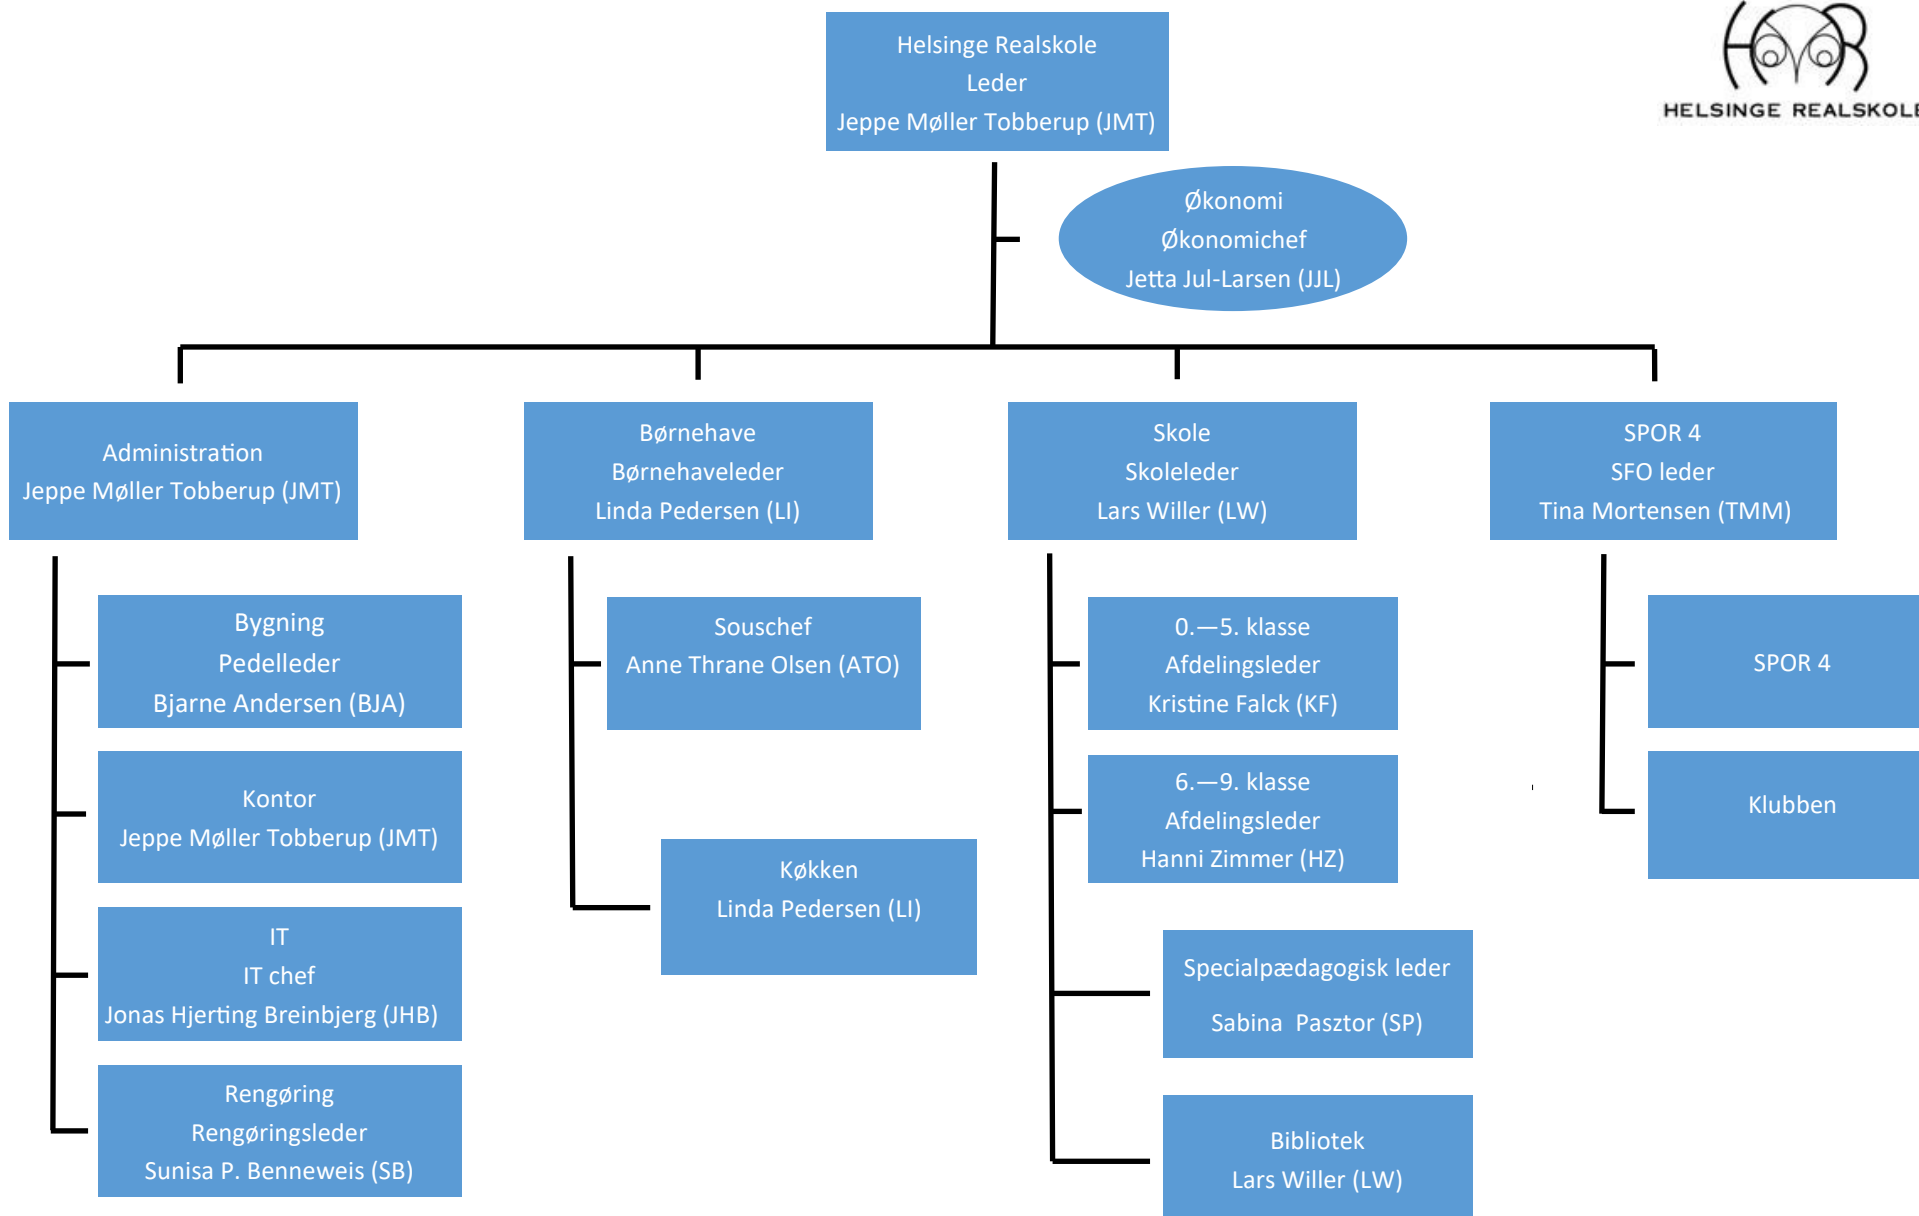 Helsinge Realskole
Leder
Jeppe Møller Tobberup (JMT)
HELSINGE REALSKOLE
Økonomi
Økonomichef
Jetta Jul-Larsen (JJL)
Administration
Jeppe Møller Tobberup (JMT)
Børnehave
Børnehaveleder
Linda Pedersen (LI)
Skole
Skoleleder
Lars Willer (LW)
SPOR 4
SFO leder
Tina Mortensen (TMM)
Bygning
Pedelleder
Bjarne Andersen (BJA)
Kontor
Jeppe Møller Tobberup (JMT)
IT
IT chef
Jonas Hjerting Breinbjerg (JHB)
Rengøring
Rengøringsleder
Sunisa P. Benneweis (SB)
Souschef
Anne Thrane Olsen (ATO)
Køkken
Linda Pedersen (LI)
0.—5. klasse
Afdelingsleder
Kristine Falck (KF)
6.—9. klasse
Afdelingsleder
Hanni Zimmer (HZ)
Specialpædagogisk leder
Sabina  Pasztor (SP)
Bibliotek
Lars Willer (LW)
SPOR 4
Klubben